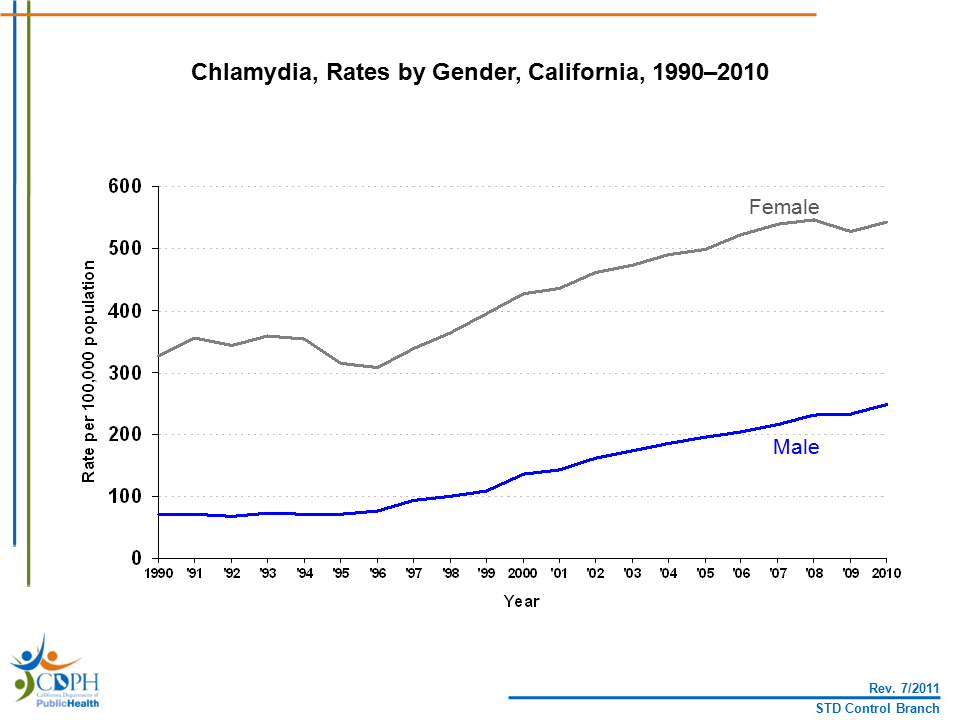 Chlamydia, Rates by Gender, California, 1990–2010
600
500
400
300
200
100
0
Rate per 100,000 population
Female
Male
1990 '91 '92 '93 '94 '95 '96 '97 '98 '99 2000 '01 '02 '03 '04 '05 '06 '07 '08 '09 2010
Year
CDPH
California Department of
PublicHealth
Rev. 7/2011
STD Control Branch